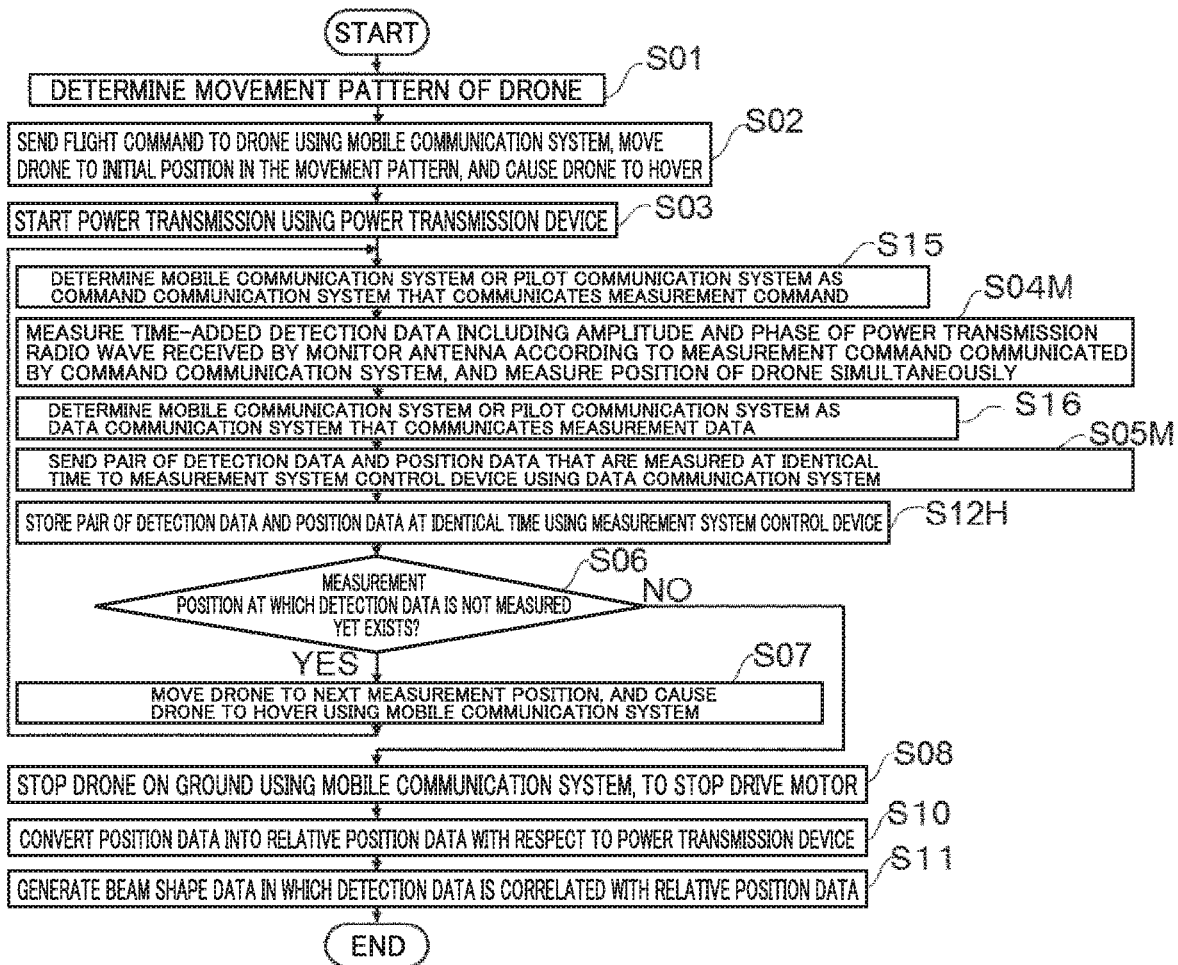 START
S01
DETERMINE MOVEMENT PATTERN OF DRONE
S02
SEND FLIGHT COMMAND TO DRONE USING MOBILE COMMUNICATION SYSTEM, MOVE
DRONE TO INITIAL POSITION IN THE MOVEMENT PATTERN, AND CAUSE DRONE TO HOVER
S03
START POWER TRANSMISSION USING POWER TRANSMISSION DEVICE
S15
DETERMINE MOBILE COMMUNICATION SYSTEM OR PILOT COMMUNICATION SYSTEM AS
COMMAND COMMUNICATION SYSTEM THAT COMMUNICATES MEASUREMENT COMMAND
S04M
MEASURE TIME-ADDED DETECTION DATA INCLUDING AMPLITUDE AND PHASE OF POWER TRANSMISSION
RADIO WAVE RECEIVED BY MONITOR ANTENNA ACCORDING TO MEASUREMENT COMMAND COMMUNICATED
BY COMMAND COMMUNICATION SYSTEM, AND MEASURE POSITION OF DRONE SIMULTANEOUSLY
S16
DETERMINE MOBILE COMMUNICATION SYSTEM OR PILOT COMMUNICATION SYSTEM AS
DATA COMMUNICATION SYSTEM THAT COMMUNICATES MEASUREMENT DATA
S05M
SEND PAIR OF DETECTION DATA AND POSITION DATA THAT ARE MEASURED AT IDENTICAL
TIME TO MEASUREMENT SYSTEM CONTROL DEVICE USING DATA COMMUNICATION SYSTEM
S12H
STORE PAIR OF DETECTION DATA AND POSITION DATA AT IDENTICAL TIME USING MEASUREMENT SYSTEM CONTROL DEVICE
S06
MEASUREMENT
POSITION AT WHICH DETECTION DATA IS NOT MEASURED
YET EXISTS?
NO
YES
S07
MOVE DRONE TO NEXT MEASUREMENT POSITION, AND CAUSE
DRONE TO HOVER USING MOBILE COMMUNICATION SYSTEM
S08
STOP DRONE ON GROUND USING MOBILE COMMUNICATION SYSTEM, TO STOP DRIVE MOTOR
S10
CONVERT POSITION DATA INTO RELATIVE POSITION DATA WITH RESPECT TO POWER TRANSMISSION DEVICE
S11
GENERATE BEAM SHAPE DATA IN WHICH DETECTION DATA IS CORRELATED WITH RELATIVE POSITION DATA
END